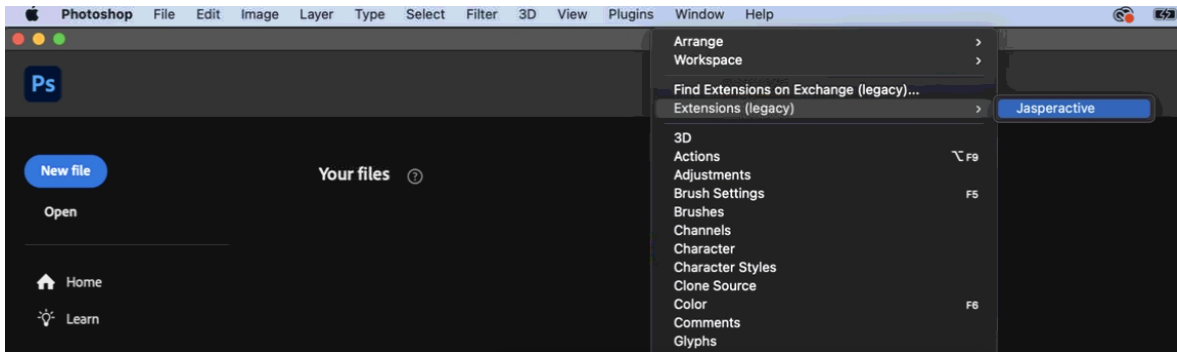 Photoshop File Edit Image Layer Type Select Filter 3D View Plugins Window Help
Ps
New file
Open
Home
Learn
Your files ?
Arrange >
Workspace >
Find Extensions on Exchange (legacy)...
Extensions (legacy) >
Jasperactive
3D
Actions ⌥ F9
Adjustments
Brush Settings F5
Brushes
Channels
Character
Character Styles
Clone Source
Color F6
Comments
Glyphs